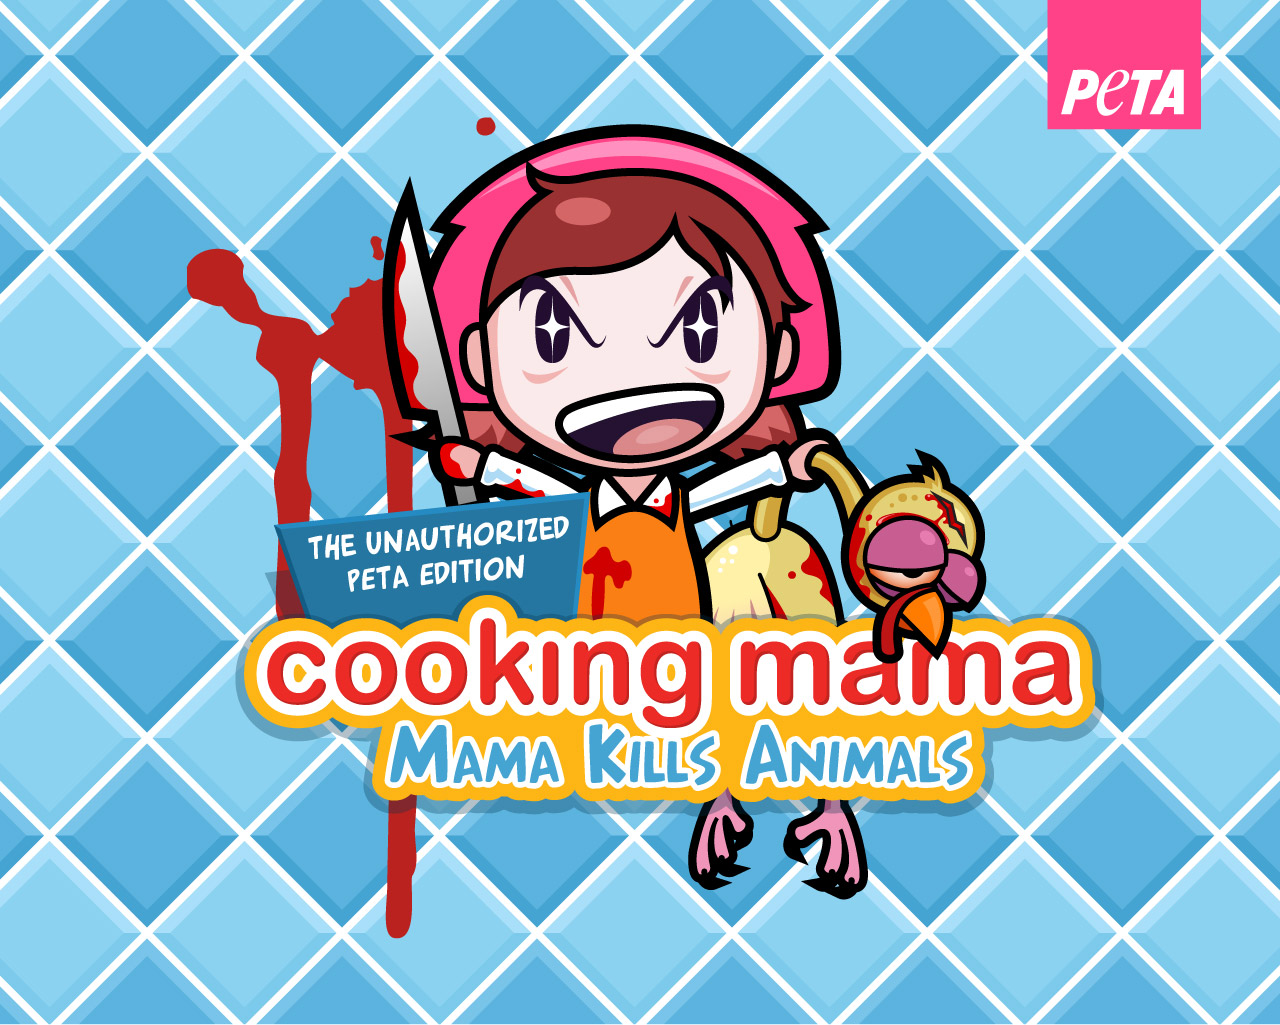 PETA
THE UNAUTHORIZED
PETA EDITION
cooking mama
MAMA KILLS ANIMALS